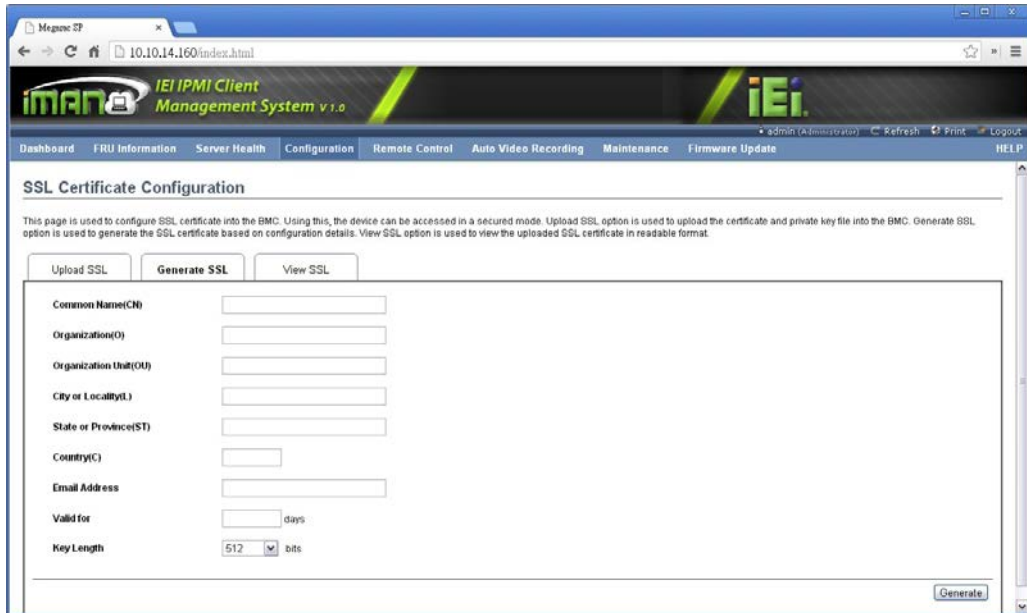 Megarac SP
10.10.14.160/index.html
iMAN
IEI IPMI Client
Management System v 1.0
iEi
admin (Administrator) Refresh Print Logout
Dashboard FRU Information Server Health Configuration Remote Control Auto Video Recording Maintenance Firmware Update HELP
SSL Certificate Configuration
This page is used to configure SSL certificate into the BMC. Using this, the device can be accessed in a secured mode. Upload SSL option is used to upload the certificate and private key file into the BMC. Generate SSL
option is used to generate the SSL certificate based on configuration details. View SSL option is used to view the uploaded SSL certificate in readable format.
Upload SSL Generate SSL View SSL
Common Name(CN)
Organization(O)
Organization Unit(OU)
City or Locality(L)
State or Province(ST)
Country(C)
Email Address
Valid for days
Key Length 512 bits
Generate